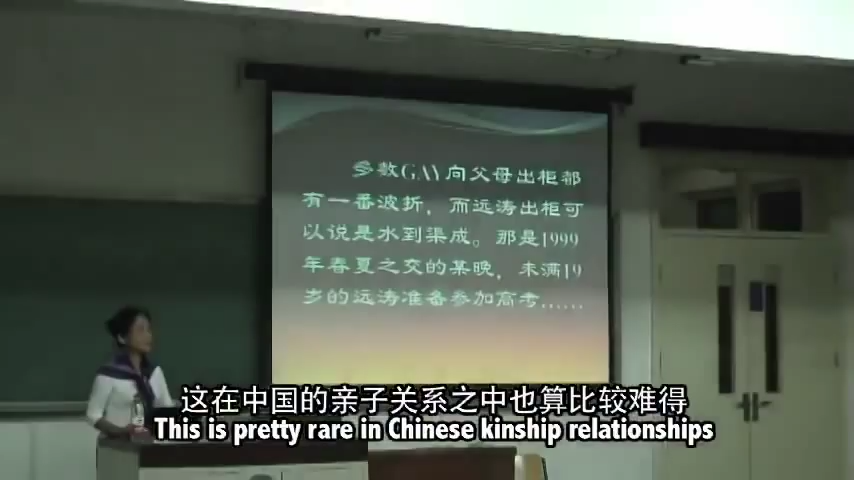 多数GAY向父母出柜都
有一番波折，而远涛出柜可
以说是水到渠成。那是1999
年春夏之交的某晚，未满19
岁的远涛准备参加高考……
这在中国的亲子关系之中也算比较难得
This is pretty rare in Chinese kinship relationships